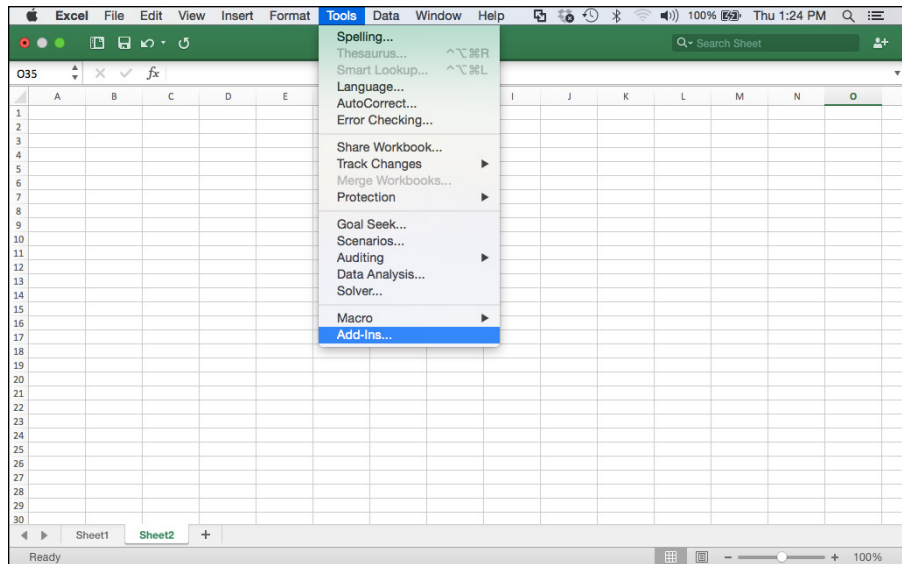 Excel File Edit View Insert Format Tools Data Window Help 100% Thu 1:24 PM
Search Sheet
O35 fx
A B C D E I J K L M N O
Spelling...
Thesaurus... ^⌥⌘R
Smart Lookup... ^⌥⌘L
Language...
AutoCorrect...
Error Checking...
Share Workbook...
Track Changes
Merge Workbooks...
Protection
Goal Seek...
Scenarios...
Auditing
Data Analysis...
Solver...
Macro
Add-Ins...
1
2
3
4
5
6
7
8
9
10
11
12
13
14
15
16
17
18
19
20
21
22
23
24
25
26
27
28
29
30
Sheet1 Sheet2 +
Ready - + 100%